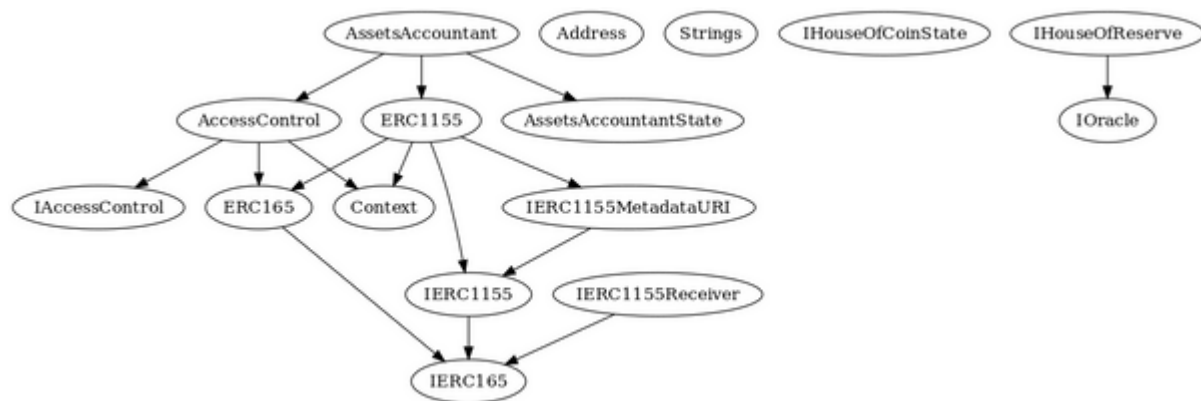 AssetsAccountant Address Strings IHouseOfCoinState IHouseOfReserve
AccessControl ERC1155 AssetsAccountantState IOracle
IAccessControl ERC165 Context IERC1155MetadataURI
IERC1155 IERC1155Receiver
IERC165